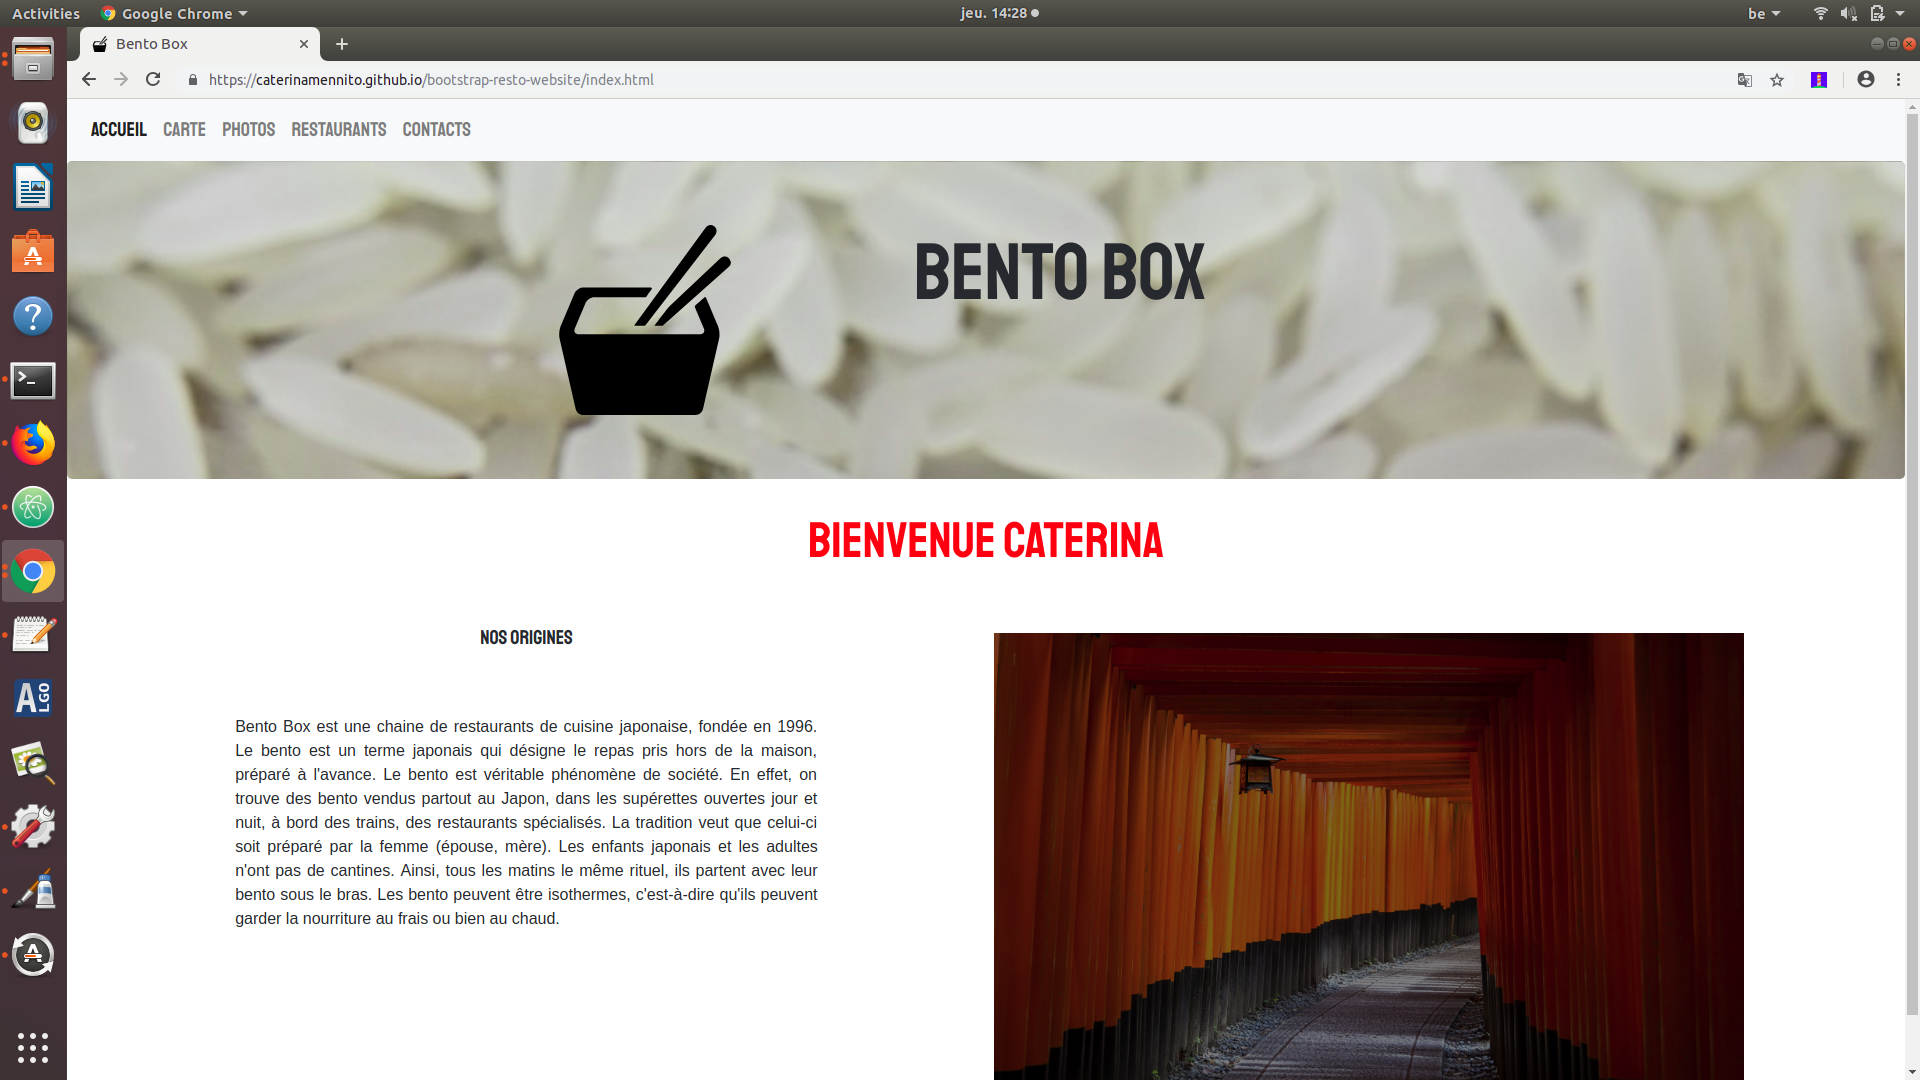 Activities Google Chrome jeu. 14:28 be
Bento Box
https://caterinamennito.github.io/bootstrap-resto-website/index.html
ACCUEIL CARTE PHOTOS RESTAURANTS CONTACTS
BENTO BOX
BIENVENUE CATERINA
NOS ORIGINES
Bento Box est une chaine de restaurants de cuisine japonaise, fondée en 1996.
Le bento est un terme japonais qui désigne le repas pris hors de la maison,
préparé à l'avance. Le bento est véritable phénomène de société. En effet, on
trouve des bento vendus partout au Japon, dans les supérettes ouvertes jour et
nuit, à bord des trains, des restaurants spécialisés. La tradition veut que celui-ci
soit préparé par la femme (épouse, mère). Les enfants japonais et les adultes
n'ont pas de cantines. Ainsi, tous les matins le même rituel, ils partent avec leur
bento sous le bras. Les bento peuvent être isothermes, c'est-à-dire qu'ils peuvent
garder la nourriture au frais ou bien au chaud.
ALGO